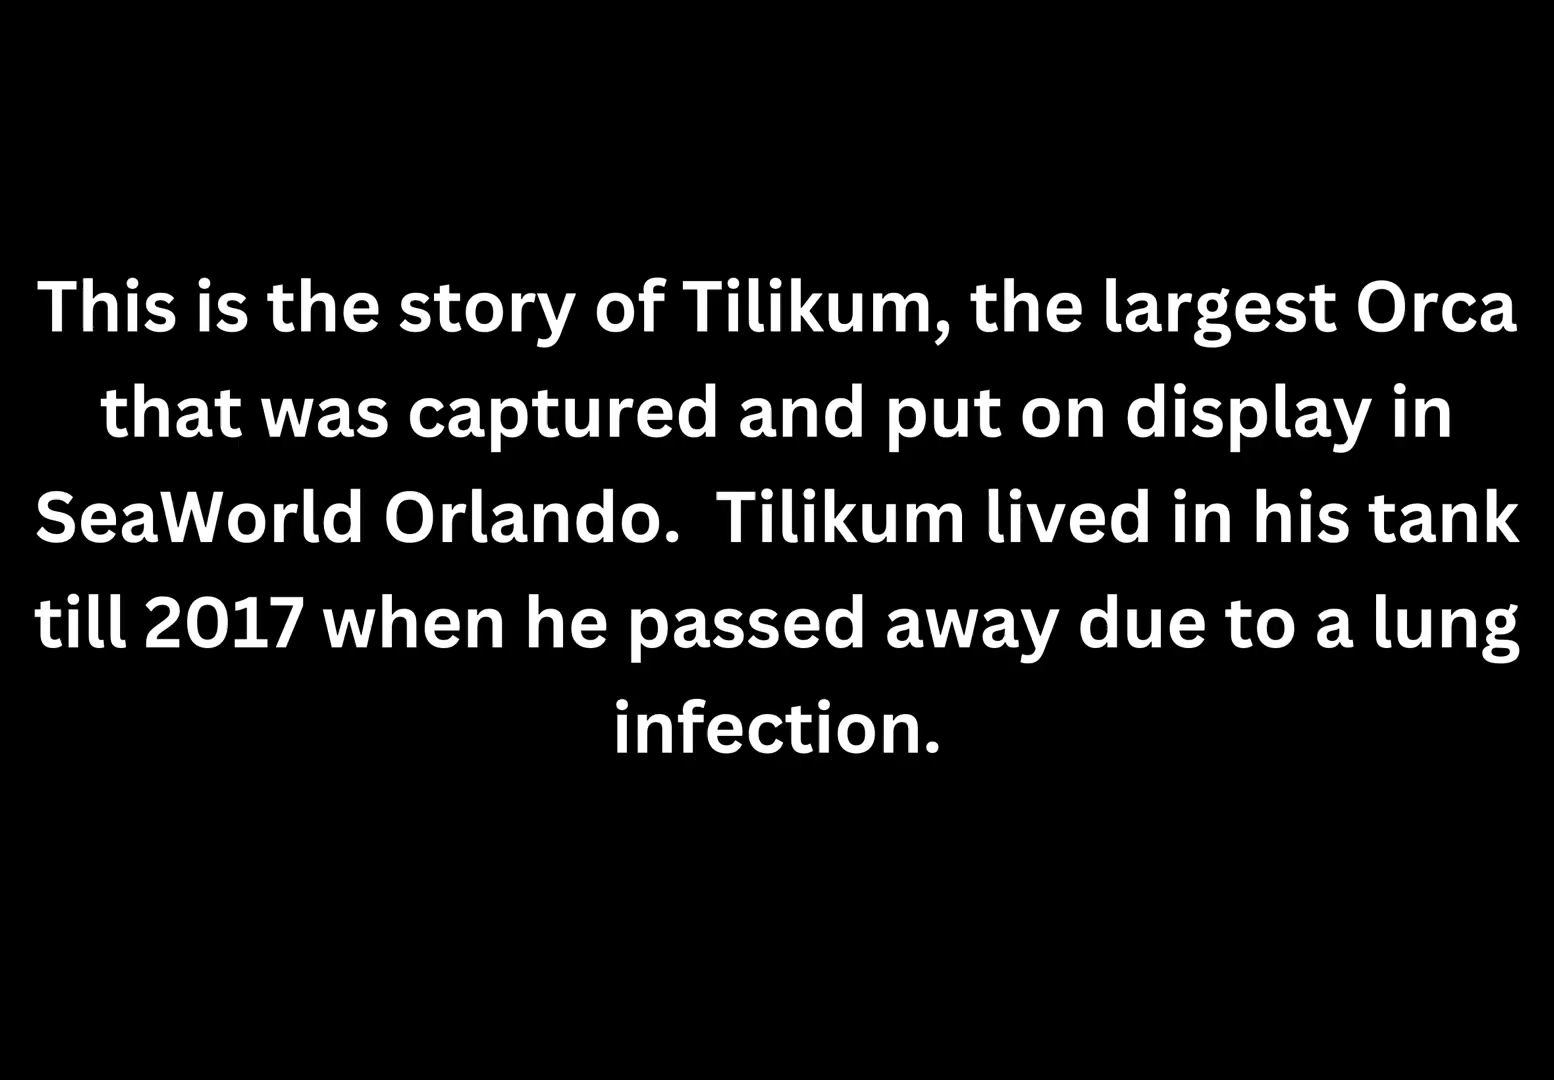 This is the story of Tilikum, the largest Orca
that was captured and put on display in
SeaWorld Orlando.  Tilikum lived in his tank
till 2017 when he passed away due to a lung
infection.